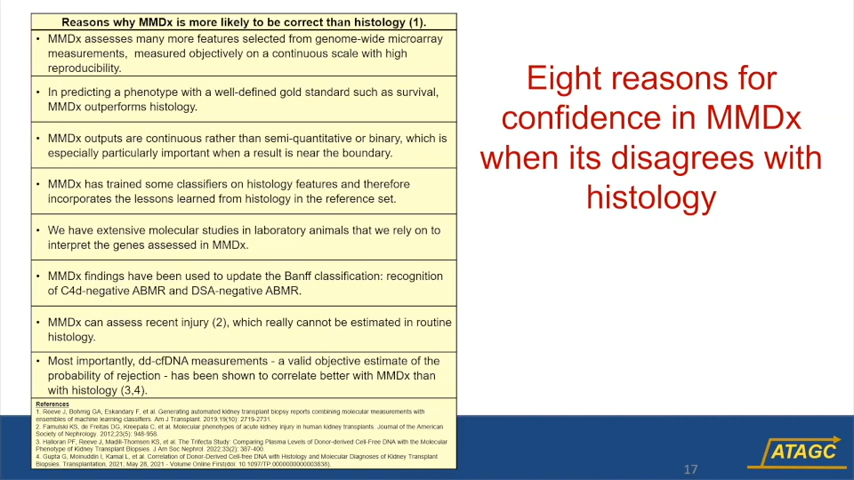 Reasons why MMDx is more likely to be correct than histology (1).
• MMDx assesses many more features selected from genome-wide microarray
measurements, measured objectively on a continuous scale with high
reproducibility.
• In predicting a phenotype with a well-defined gold standard such as survival,
MMDx outperforms histology.
• MMDx outputs are continuous rather than semi-quantitative or binary, which is
especially particularly important when a result is near the boundary.
• MMDx has trained some classifiers on histology features and therefore
incorporates the lessons learned from histology in the reference set.
• We have extensive molecular studies in laboratory animals that we rely on to
interpret the genes assessed in MMDx.
• MMDx findings have been used to update the Banff classification: recognition
of C4d-negative ABMR and DSA-negative ABMR.
• MMDx can assess recent injury (2), which really cannot be estimated in routine
histology.
• Most importantly, dd-cfDNA measurements - a valid objective estimate of the
probability of rejection - has been shown to correlate better with MMDx than
with histology (3,4).
References
1. Reeve J, Bohmig GA, Eskandary F, et al. Generating automated kidney transplant biopsy reports combining molecular measurements with
ensembles of machine learning classifiers. Am J Transplant. 2019;19(10): 2719-2731.
2. Famulski KS, de Freitas DG, Kreepala C, et al. Molecular phenotypes of acute kidney injury in human kidney transplants. Journal of the American
Society of Nephrology. 2012;23(5): 948-958.
3. Halloran PF, Reeve J, Madill-Thomsen KS, et al. The Trifecta Study: Comparing Plasma Levels of Donor-derived Cell-Free DNA with the Molecular
Phenotype of Kidney Transplant Biopsies. J Am Soc Nephrol. 2022;33(2): 387-400.
4. Gupta G, Moinuddin I, Kamal L, et al. Correlation of Donor-Derived Cell-free DNA with Histology and Molecular Diagnoses of Kidney Transplant
Biopsies. Transplantation. 2021; May 28, 2021 - Volume Online First(doi: 10.1097/TP.0000000000003838)
Eight reasons for
confidence in MMDx
when its disagrees with
histology
17
ATAGC